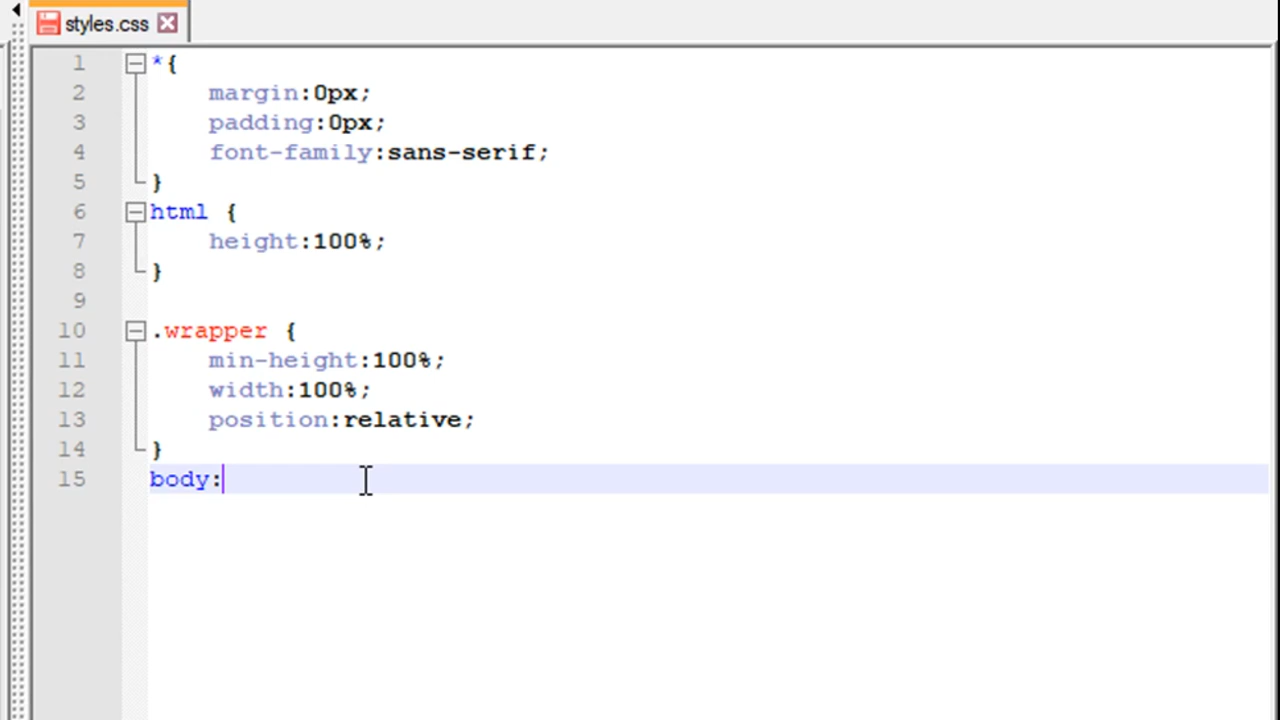 styles.css
1 *{
2 margin:0px;
3 padding:0px;
4 font-family:sans-serif;
5 }
6 html {
7 height:100%;
8 }
9
10 .wrapper {
11 min-height:100%;
12 width:100%;
13 position:relative;
14 }
15 body: